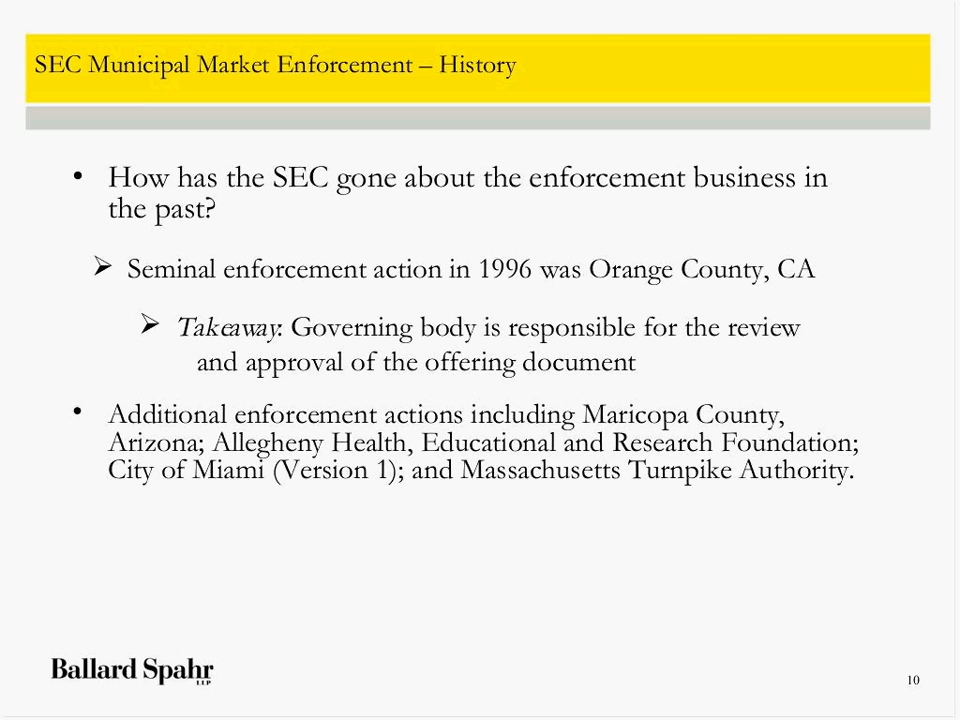 SEC Municipal Market Enforcement – History
• How has the SEC gone about the enforcement business in
the past?
➢ Seminal enforcement action in 1996 was Orange County, CA
➢ Takeaway: Governing body is responsible for the review
and approval of the offering document
• Additional enforcement actions including Maricopa County,
Arizona; Allegheny Health, Educational and Research Foundation;
City of Miami (Version 1); and Massachusetts Turnpike Authority.
Ballard Spahr
LLP
10